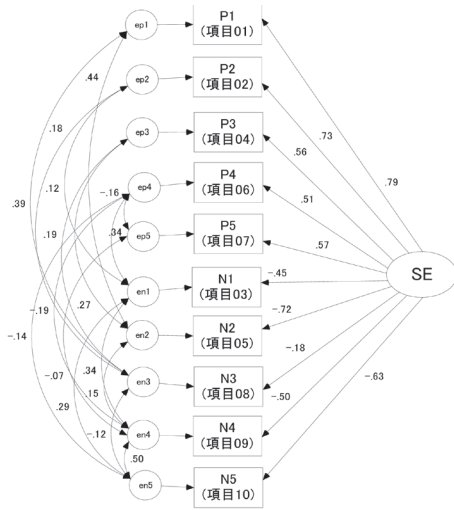 ep1
P1
(項目01)
.44
ep2
P2
(項目02)
.73
.79
.18
ep3
P3
(項目04)
.56
.12
-.16
ep4
P4
(項目06)
.51
.39
.19
.34
ep5
P5
(項目07)
.57
SE
en1
N1
(項目03)
-.45
.27
-.19
-.14
en2
N2
(項目05)
-.72
.34
-.07
en3
N3
(項目08)
-.18
.15
.29
-.12
en4
N4
(項目09)
-.50
-.63
.50
en5
N5
(項目10)